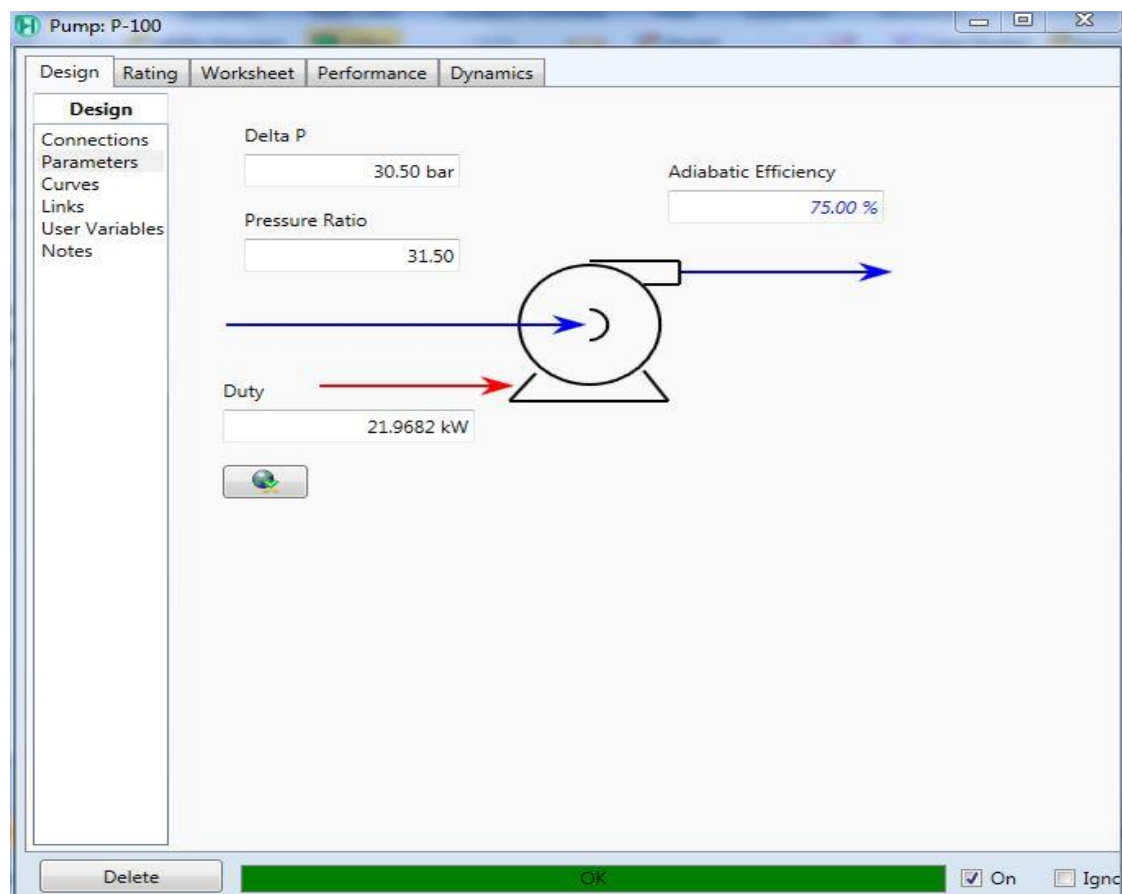 Pump: P-100
Design Rating Worksheet Performance Dynamics
Design
Connections
Parameters
Curves
Links
User Variables
Notes
Delta P
30.50 bar
Adiabatic Efficiency
75.00 %
Pressure Ratio
31.50
Duty
21.9682 kW
Delete
OK
On
Ignc